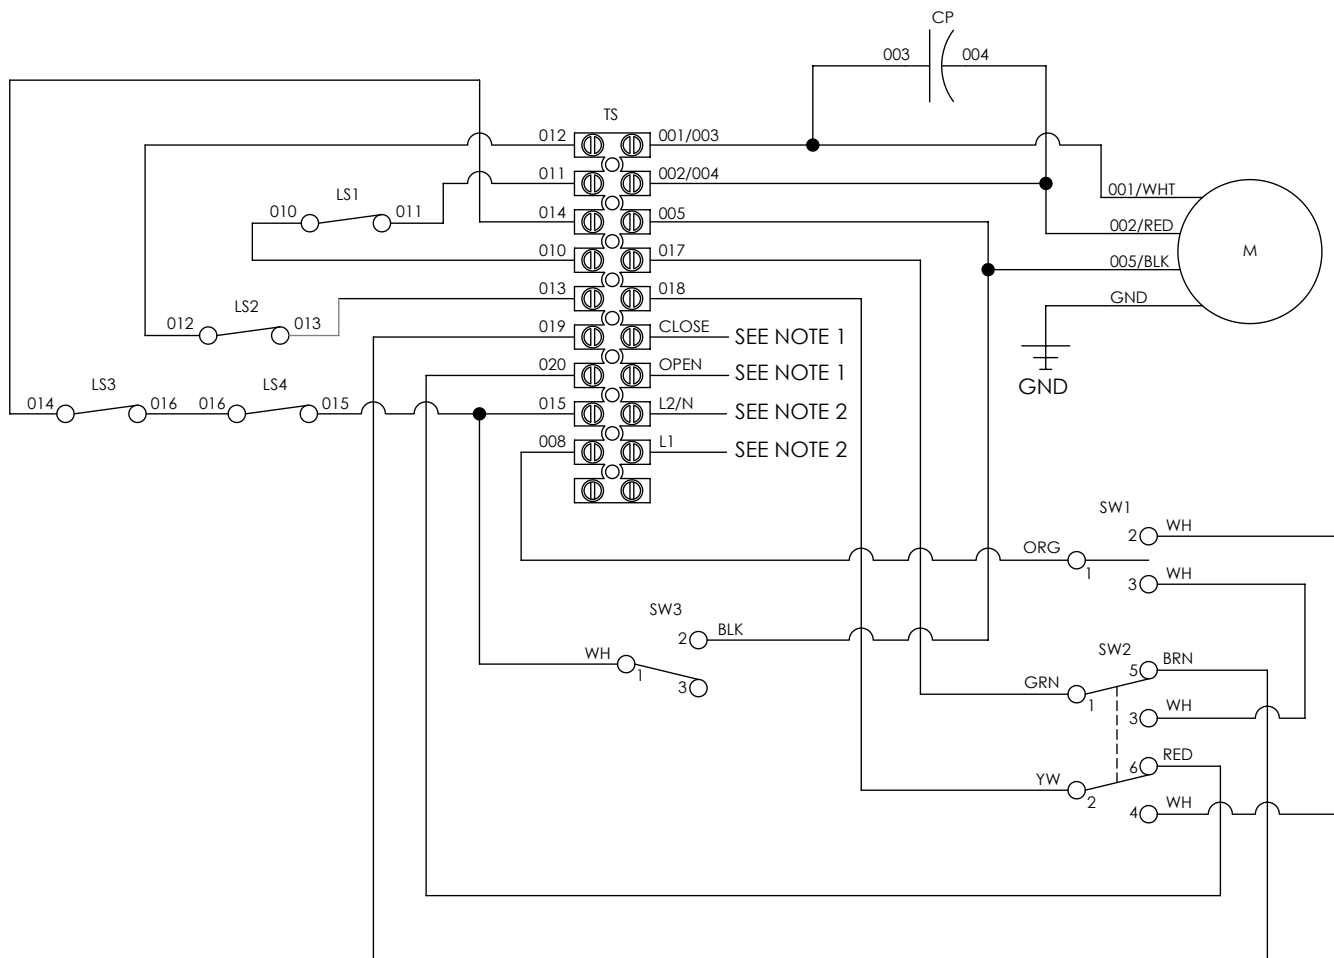 CP
003 004
TS
012 001/003
011 002/004
LS1
010 011
014 005
001/WHT
002/RED
M
010 017
005/BLK
013 018
GND
LS2
012 013
019 CLOSE SEE NOTE 1
020 OPEN SEE NOTE 1
GND
LS3 LS4
014 016 016 015
015 L2/N SEE NOTE 2
008 L1 SEE NOTE 2
SW1
2 WH
ORG 1
3 WH
SW3
2 BLK
WH 1
3
SW2
5 BRN
GRN 1
3 WH
6 RED
YW 2
4 WH